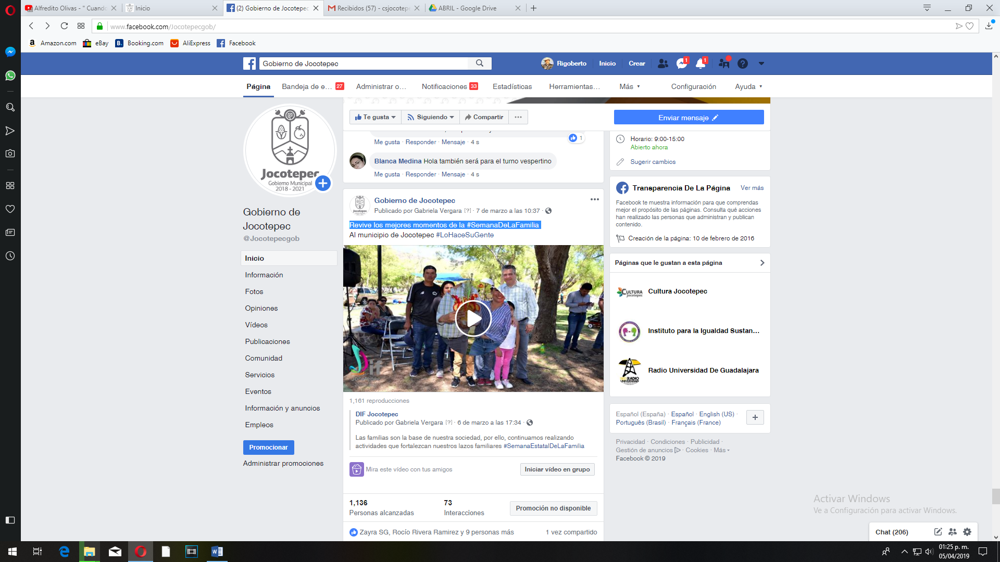 Alfredito Olivas - " Cuando
Inicio
(2) Gobierno de Jocotepec
Recibidos (57) - csjocotepe
ABRIL - Google Drive
www.facebook.com/Jocotepecgob/
Amazon.com
eBay
Booking.com
AliExpress
Facebook
Gobierno de Jocotepec
Rigoberto
Inicio
Crear
1
1
Página
Bandeja de e... 27
Administrar o...
Notificaciones 33
Estadísticas
Herramientas...
Más
Configuración
Ayuda
Jocotepec
Gobierno Municipal
2018 - 2021
Gobierno de
Jocotepec
@Jocotepecgob
Inicio
Información
Fotos
Opiniones
Vídeos
Publicaciones
Comunidad
Servicios
Eventos
Información y anuncios
Empleos
Promocionar
Administrar promociones
Te gusta
Siguiendo
Compartir
Enviar mensaje
Me gusta · Responder · Mensaje · 4 s
1
Blanca Medina Hola también será para el turno vespertino
Me gusta · Responder · Mensaje · 4 s
Gobierno de Jocotepec
Publicado por Gabriela Vergara [?] · 7 de marzo a las 10:37 ·
Revive los mejores momentos de la #SemanaDeLaFamilia
Al municipio de Jocotepec #LoHaceSuGente
dif
Jocotepec
1,161 reproducciones
DIF Jocotepec
Publicado por Gabriela Vergara [?] · 6 de marzo a las 17:34 ·
Las familias son la base de nuestra sociedad, por ello, continuamos realizando
actividades que fortalezcan nuestros lazos familiares #SemanaEstatalDeLaFamilia
Mira este vídeo con tus amigos
Iniciar vídeo en grupo
1,136
Personas alcanzadas
73
Interacciones
Promoción no disponible
Zayra SG, Rocío Rivera Ramirez y 9 personas más
1 vez compartido
Horario: 9:00-15:00
Abierto ahora
Sugerir cambios
Transparencia De La Página
Ver más
Facebook te muestra información para que comprendas
mejor el propósito de las páginas. Consulta qué acciones
han realizado las personas que administran y publican
contenido.
Creación de la página: 10 de febrero de 2016
Páginas que le gustan a esta página
CULTURA
Jocotepec
Cultura Jocotepec
Instituto para la Igualdad Sustan...
RADIO
UNIVERSIDAD
Radio Universidad De Guadalajara
Español (España) · Español · English (US) ·
Português (Brasil) · Français (France)
Privacidad · Condiciones · Publicidad ·
Gestión de anuncios · Cookies · Más
Facebook © 2019
Activar Windows
Ve a Configuración para activar Windows.
Chat (206)
01:25 p. m.
05/04/2019